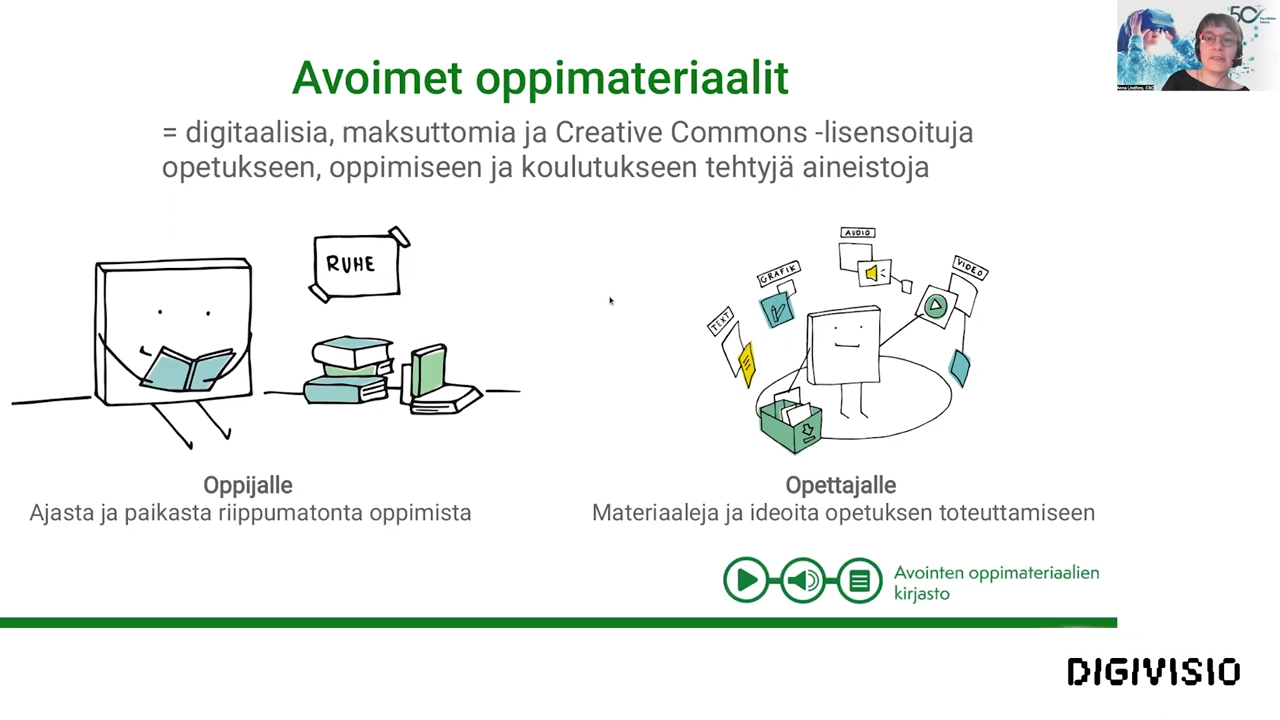 50
Avoimet oppimateriaalit
= digitaalisia, maksuttomia ja Creative Commons -lisensoituja
opetukseen, oppimiseen ja koulutukseen tehtyjä aineistoja
RUHE
AUDIO
GRAFIK
VIDEO
TEXT
Oppijalle
Ajasta ja paikasta riippumatonta oppimista
Opettajalle
Materiaaleja ja ideoita opetuksen toteuttamiseen
Avointen oppimateriaalien
kirjasto
DIGIVISIO